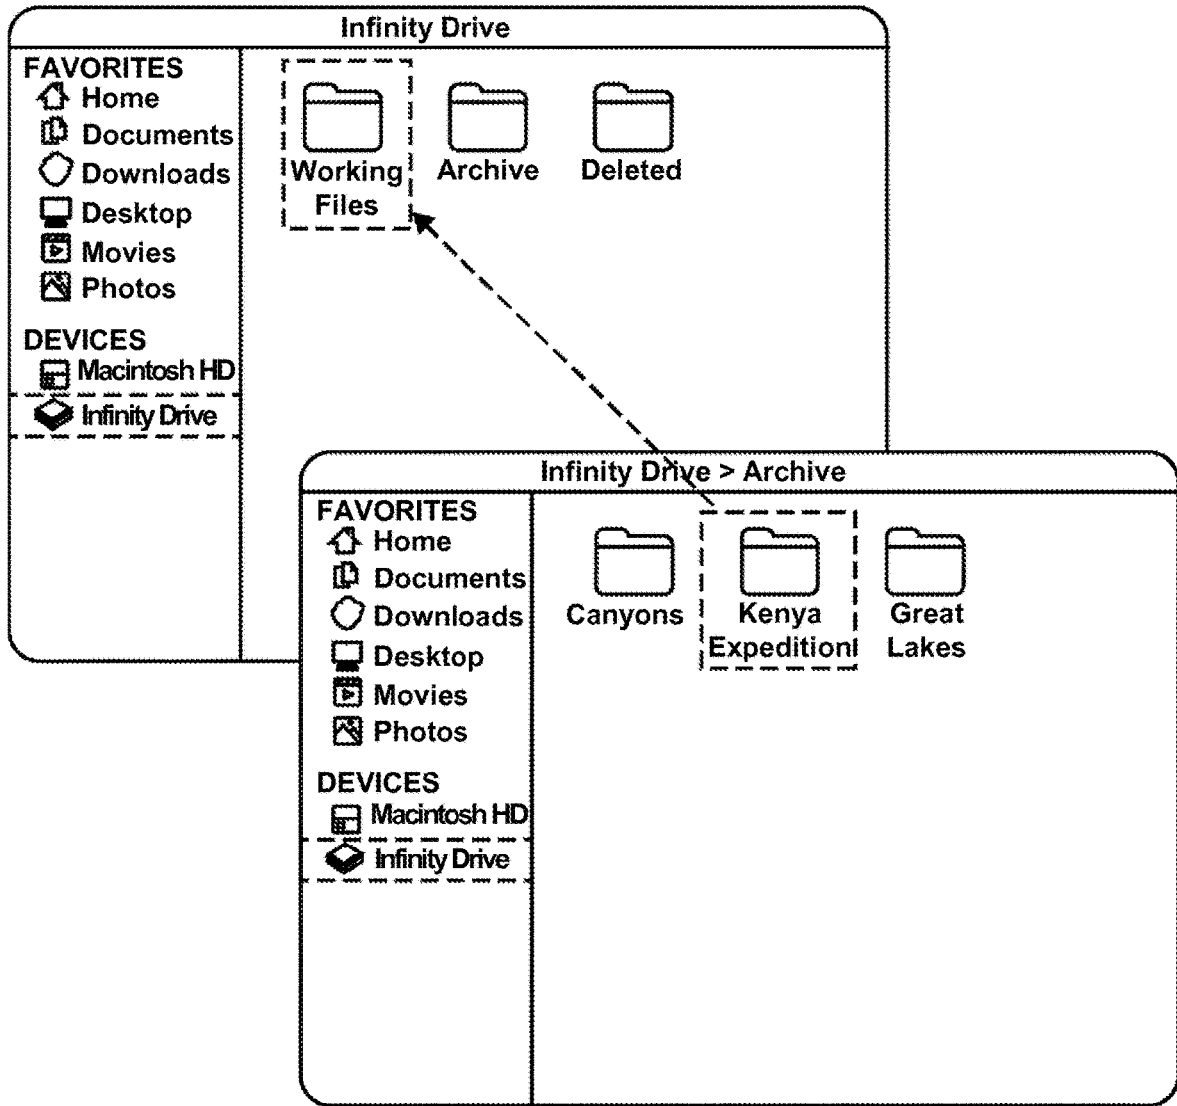 Infinity Drive
FAVORITES
Home
Documents
Downloads
Desktop
Movies
Photos
DEVICES
Macintosh HD
Infinity Drive
Working
Files
Archive
Deleted
Infinity Drive > Archive
FAVORITES
Home
Documents
Downloads
Desktop
Movies
Photos
DEVICES
Macintosh HD
Infinity Drive
Canyons
Kenya
Expedition
Great
Lakes